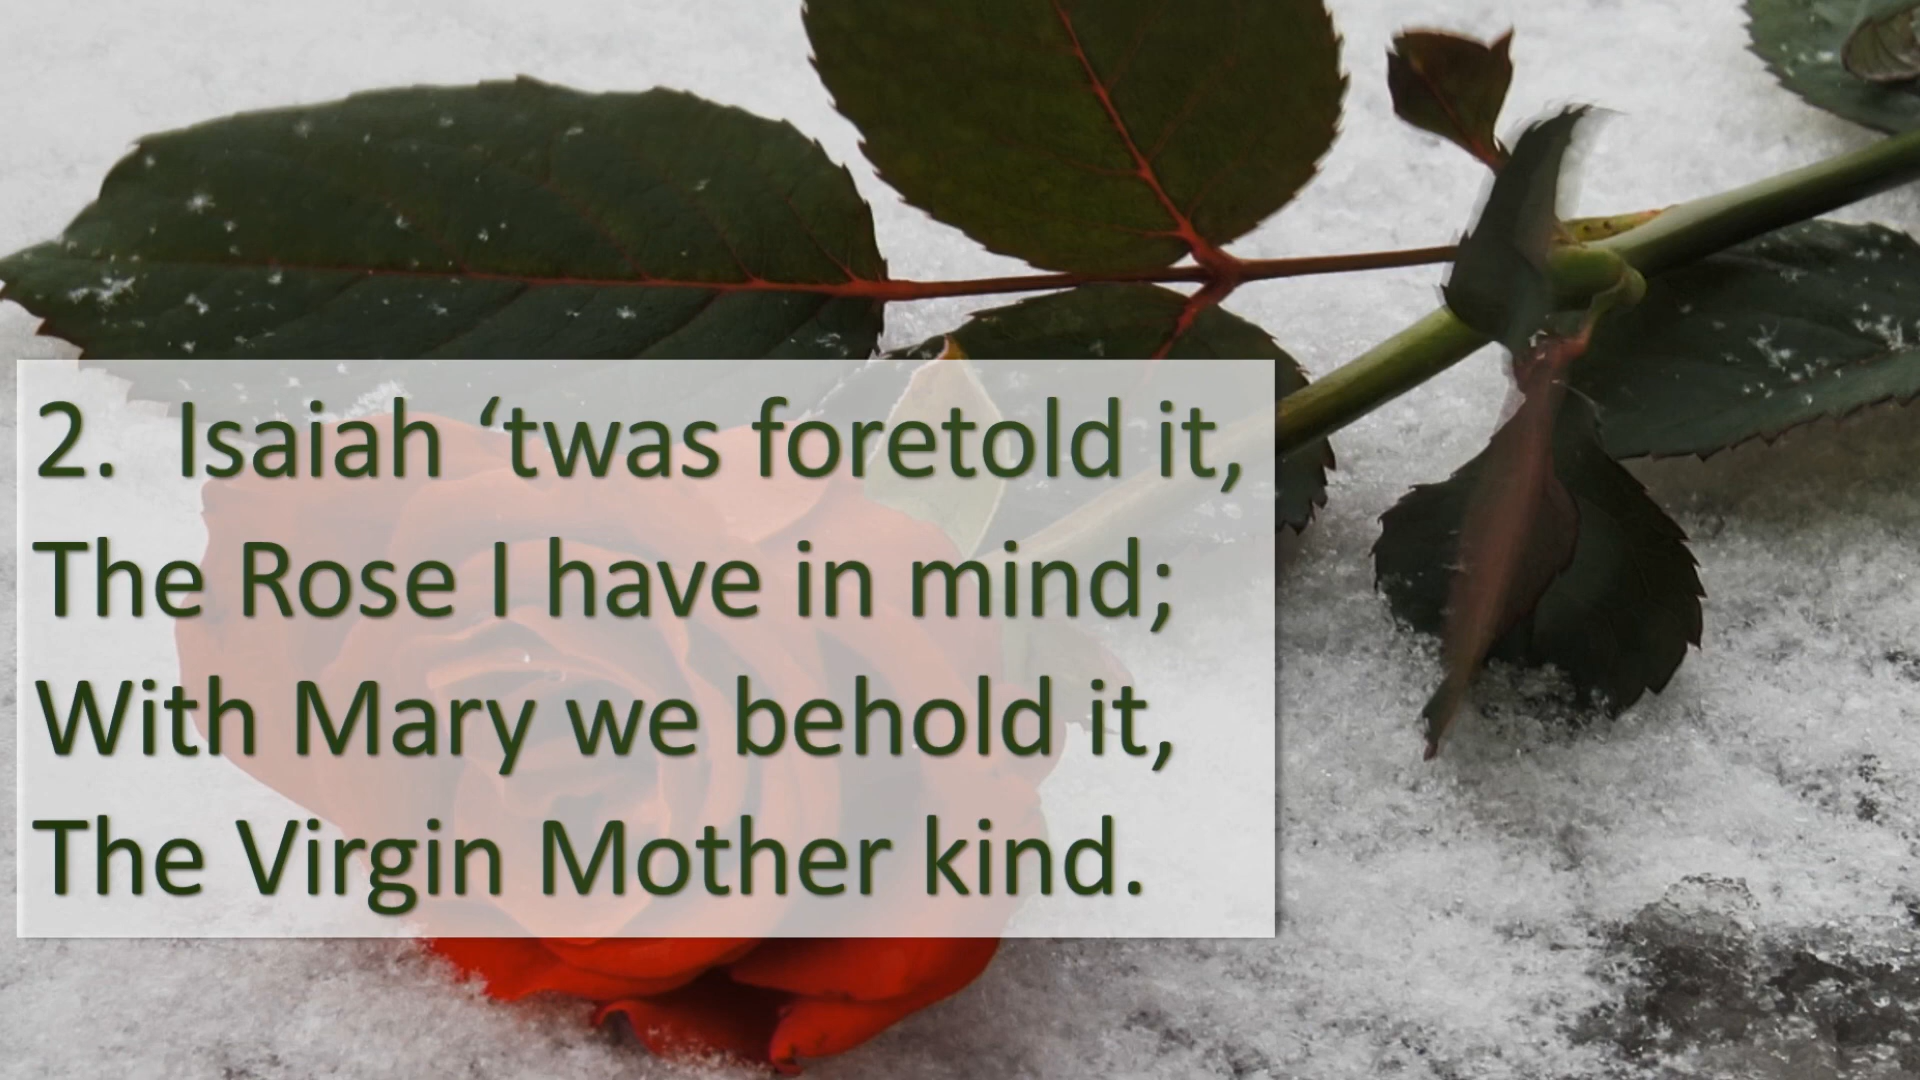 2.  Isaiah ‘twas foretold it,
The Rose I have in mind;
With Mary we behold it,
The Virgin Mother kind.